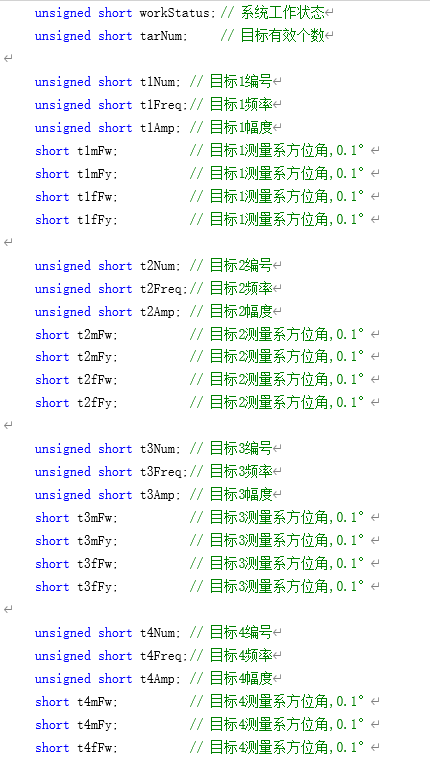 unsigned short workStatus; // 系统工作状态
unsigned short tarNum; // 目标有效个数
unsigned short t1Num; // 目标1编号
unsigned short t1Freq;// 目标1频率
unsigned short t1Amp; // 目标1幅度
short t1mFw; // 目标1测量系方位角,0.1°
short t1mFy; // 目标1测量系方位角,0.1°
short t1fFw; // 目标1测量系方位角,0.1°
short t1fFy; // 目标1测量系方位角,0.1°
unsigned short t2Num; // 目标2编号
unsigned short t2Freq;// 目标2频率
unsigned short t2Amp; // 目标2幅度
short t2mFw; // 目标2测量系方位角,0.1°
short t2mFy; // 目标2测量系方位角,0.1°
short t2fFw; // 目标2测量系方位角,0.1°
short t2fFy; // 目标2测量系方位角,0.1°
unsigned short t3Num; // 目标3编号
unsigned short t3Freq;// 目标3频率
unsigned short t3Amp; // 目标3幅度
short t3mFw; // 目标3测量系方位角,0.1°
short t3mFy; // 目标3测量系方位角,0.1°
short t3fFw; // 目标3测量系方位角,0.1°
short t3fFy; // 目标3测量系方位角,0.1°
unsigned short t4Num; // 目标4编号
unsigned short t4Freq;// 目标4频率
unsigned short t4Amp; // 目标4幅度
short t4mFw; // 目标4测量系方位角,0.1°
short t4mFy; // 目标4测量系方位角,0.1°
short t4fFw; // 目标4测量系方位角,0.1°